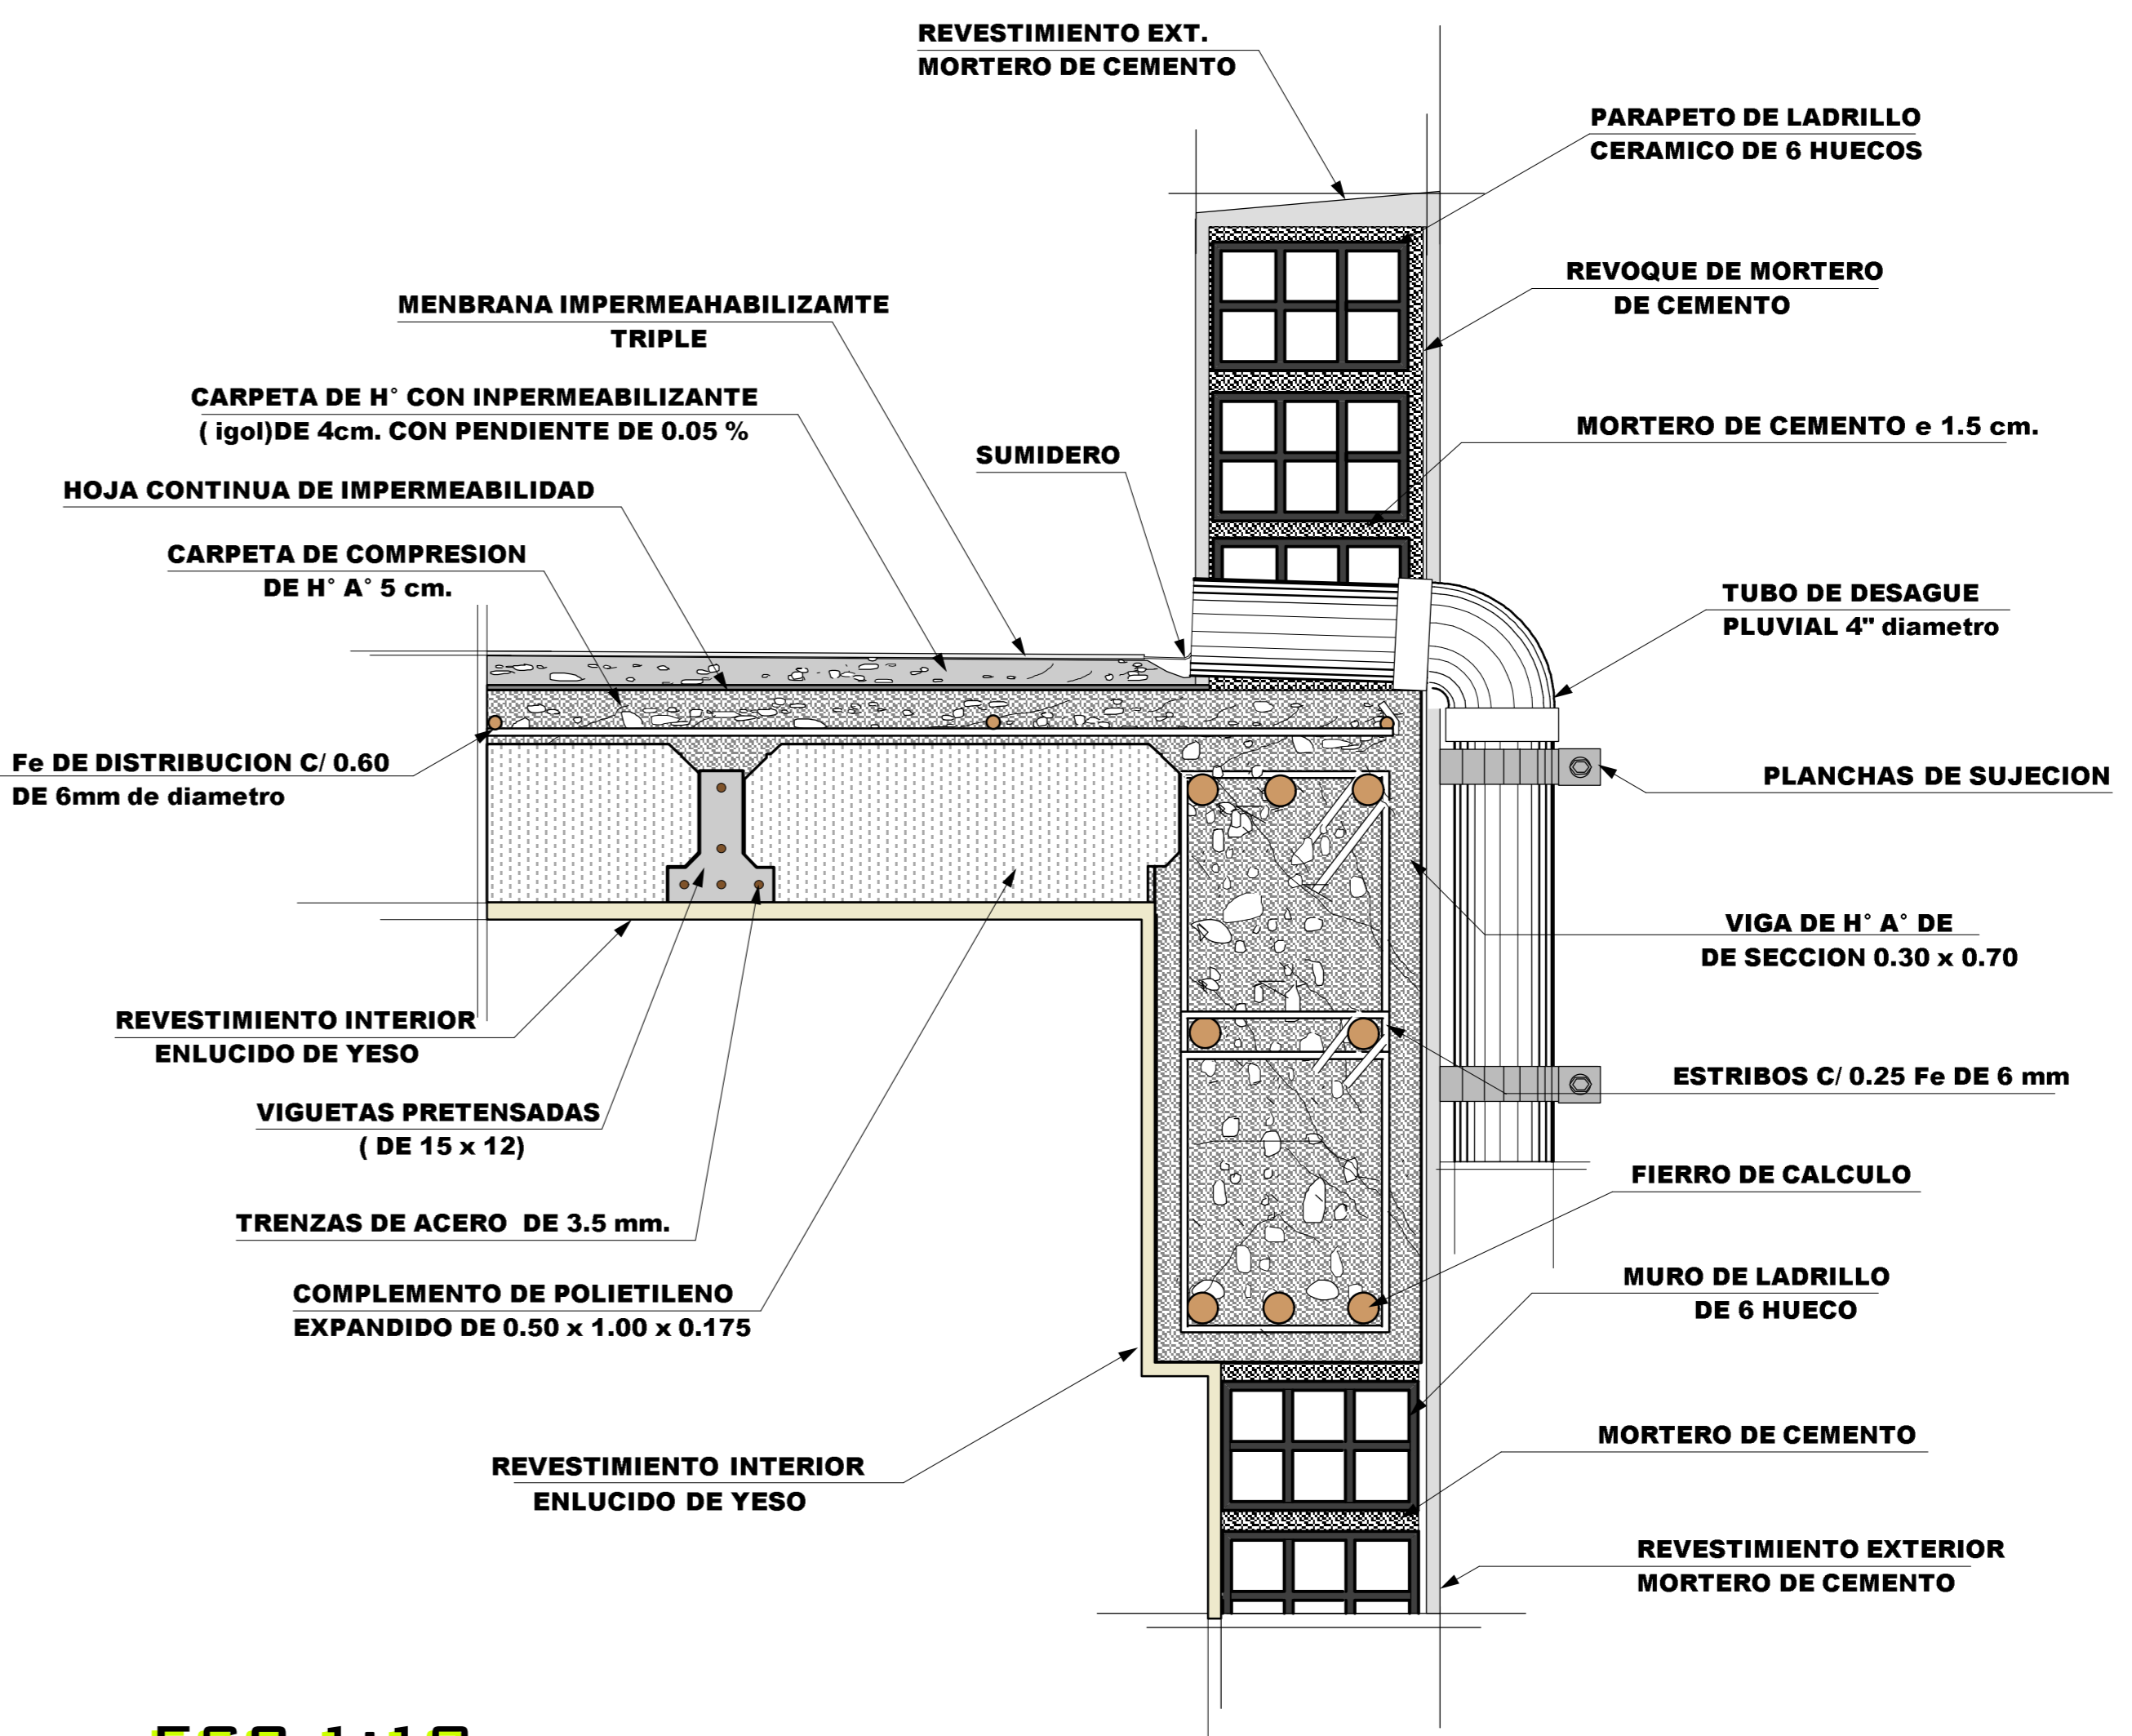 REVESTIMIENTO EXT.
MORTERO DE CEMENTO
PARAPETO DE LADRILLO
CERAMICO DE 6 HUECOS
REVOQUE DE MORTERO
DE CEMENTO
MENBRANA IMPERMEAHABILIZAMTE
TRIPLE
CARPETA DE H° CON INPERMEABILIZANTE
( igol)DE 4cm. CON PENDIENTE DE 0.05 %
MORTERO DE CEMENTO e 1.5 cm.
SUMIDERO
HOJA CONTINUA DE IMPERMEABILIDAD
CARPETA DE COMPRESION
DE H° A° 5 cm.
TUBO DE DESAGUE
PLUVIAL 4" diametro
Fe DE DISTRIBUCION C/ 0.60
DE 6mm de diametro
PLANCHAS DE SUJECION
VIGA DE H° A° DE
DE SECCION 0.30 x 0.70
REVESTIMIENTO INTERIOR
ENLUCIDO DE YESO
ESTRIBOS C/ 0.25 Fe DE 6 mm
VIGUETAS PRETENSADAS
( DE 15 x 12)
FIERRO DE CALCULO
TRENZAS DE ACERO DE 3.5 mm.
COMPLEMENTO DE POLIETILENO
EXPANDIDO DE 0.50 x 1.00 x 0.175
MURO DE LADRILLO
DE 6 HUECO
MORTERO DE CEMENTO
REVESTIMIENTO INTERIOR
ENLUCIDO DE YESO
REVESTIMIENTO EXTERIOR
MORTERO DE CEMENTO